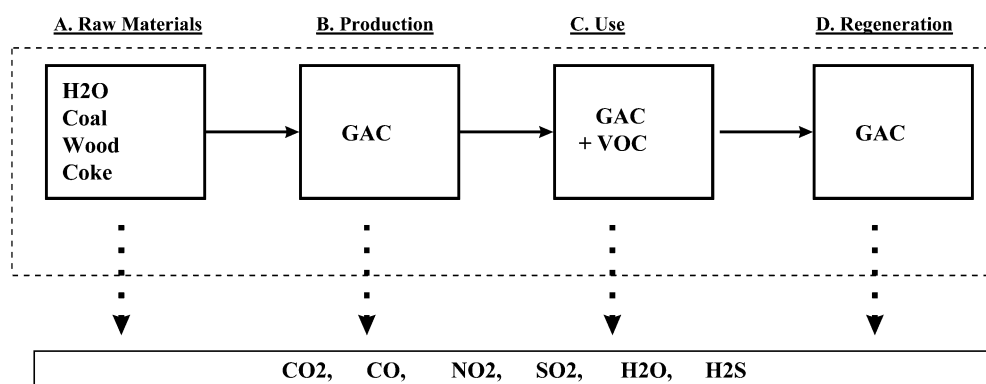 A. Raw Materials
B. Production
C. Use
D. Regeneration
H2O
Coal
Wood
Coke
GAC
GAC
+ VOC
GAC
CO2, CO, NO2, SO2, H2O, H2S